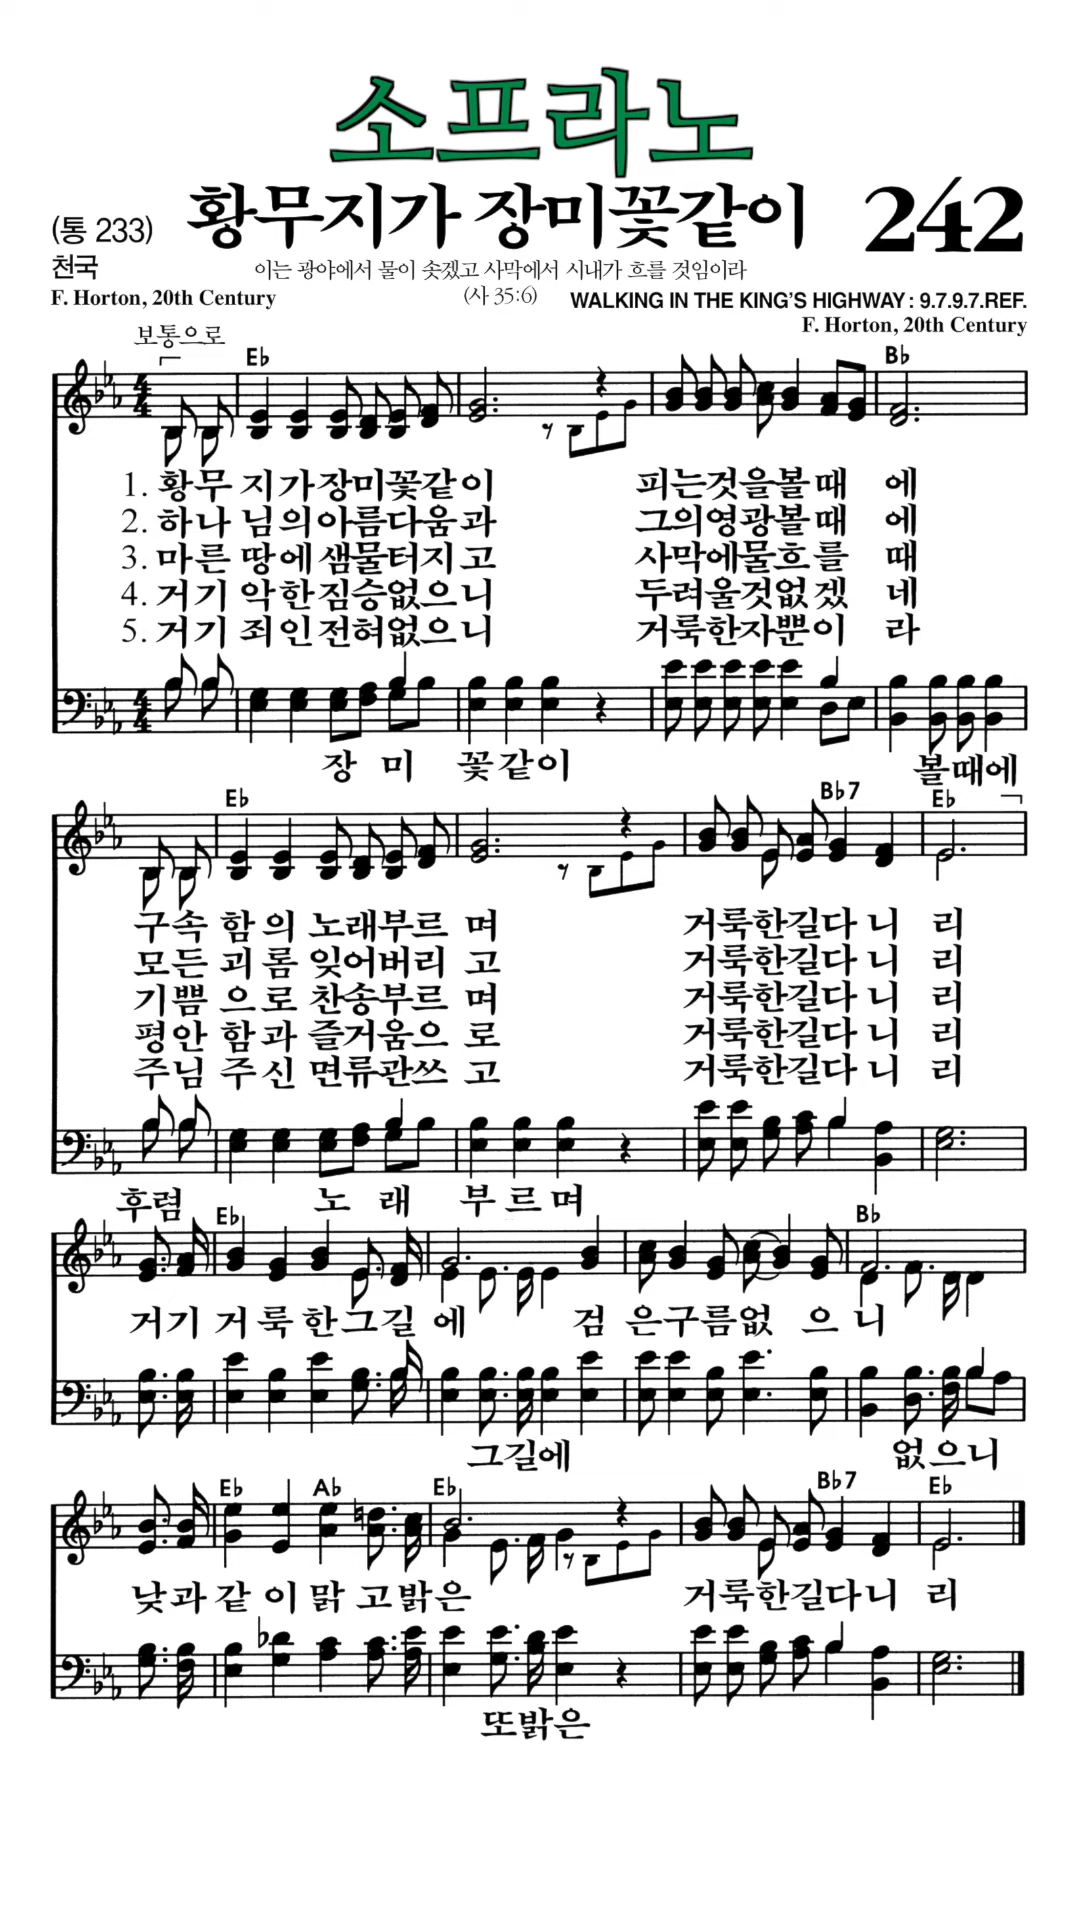 소프라노
(통 233) 황무지가 장미꽃같이 242
천국
이는 광야에서 물이 솟겠고 사막에서 시내가 흐를 것임이라
F. Horton, 20th Century (사 35:6) WALKING IN THE KING'S HIGHWAY : 9.7.9.7.REF.
F. Horton, 20th Century
보통으로
E♭ B♭
1. 황무 지가장미꽃같이 피는것을볼때 에
2. 하나 님의아름다움과 그의영광볼때 에
3. 마른 땅에샘물터지고 사막에물흐를 때
4. 거기 악한짐승없으니 두려울것없겠 네
5. 거기 죄인전혀없으니 거룩한자뿐이 라
장 미 꽃같이 볼때에
E♭ B♭7 E♭
구속 함의 노래부르 며 거룩한길다 니 리
모든 괴롬 잊어버리 고 거룩한길다 니 리
기쁨 으로 찬송부르 며 거룩한길다 니 리
평안 함과 즐거움으 로 거룩한길다 니 리
주님 주신 면류관쓰 고 거룩한길다 니 리
후렴 노 래 부르며
E♭ B♭
거기 거룩한그길 에 검 은구름없 으 니
그길에 없으니
E♭ A♭ E♭ B♭7 E♭
낮과 같 이 맑 고밝은 거룩한길다니 리
또밝은